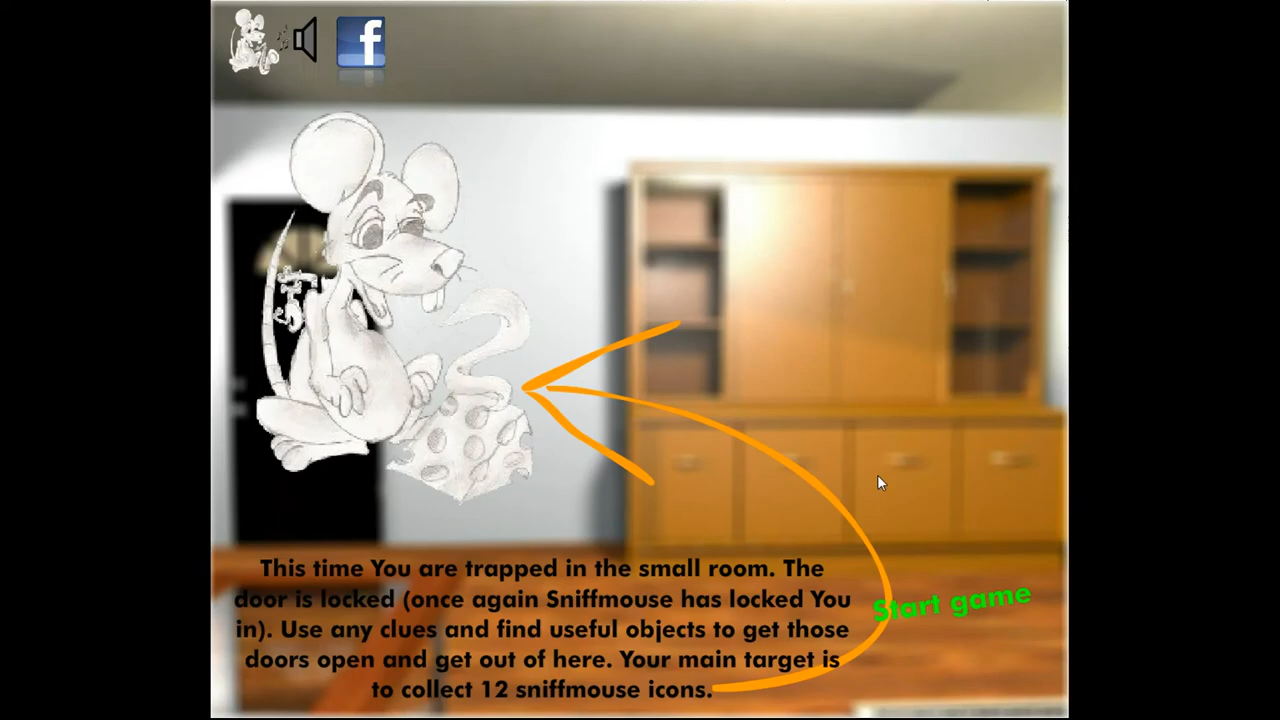 f
This time You are trapped in the small room. The
door is locked (once again Sniffmouse has locked You
in). Use any clues and find useful objects to get those
doors open and get out of here. Your main target is
to collect 12 sniffmouse icons.
Start game